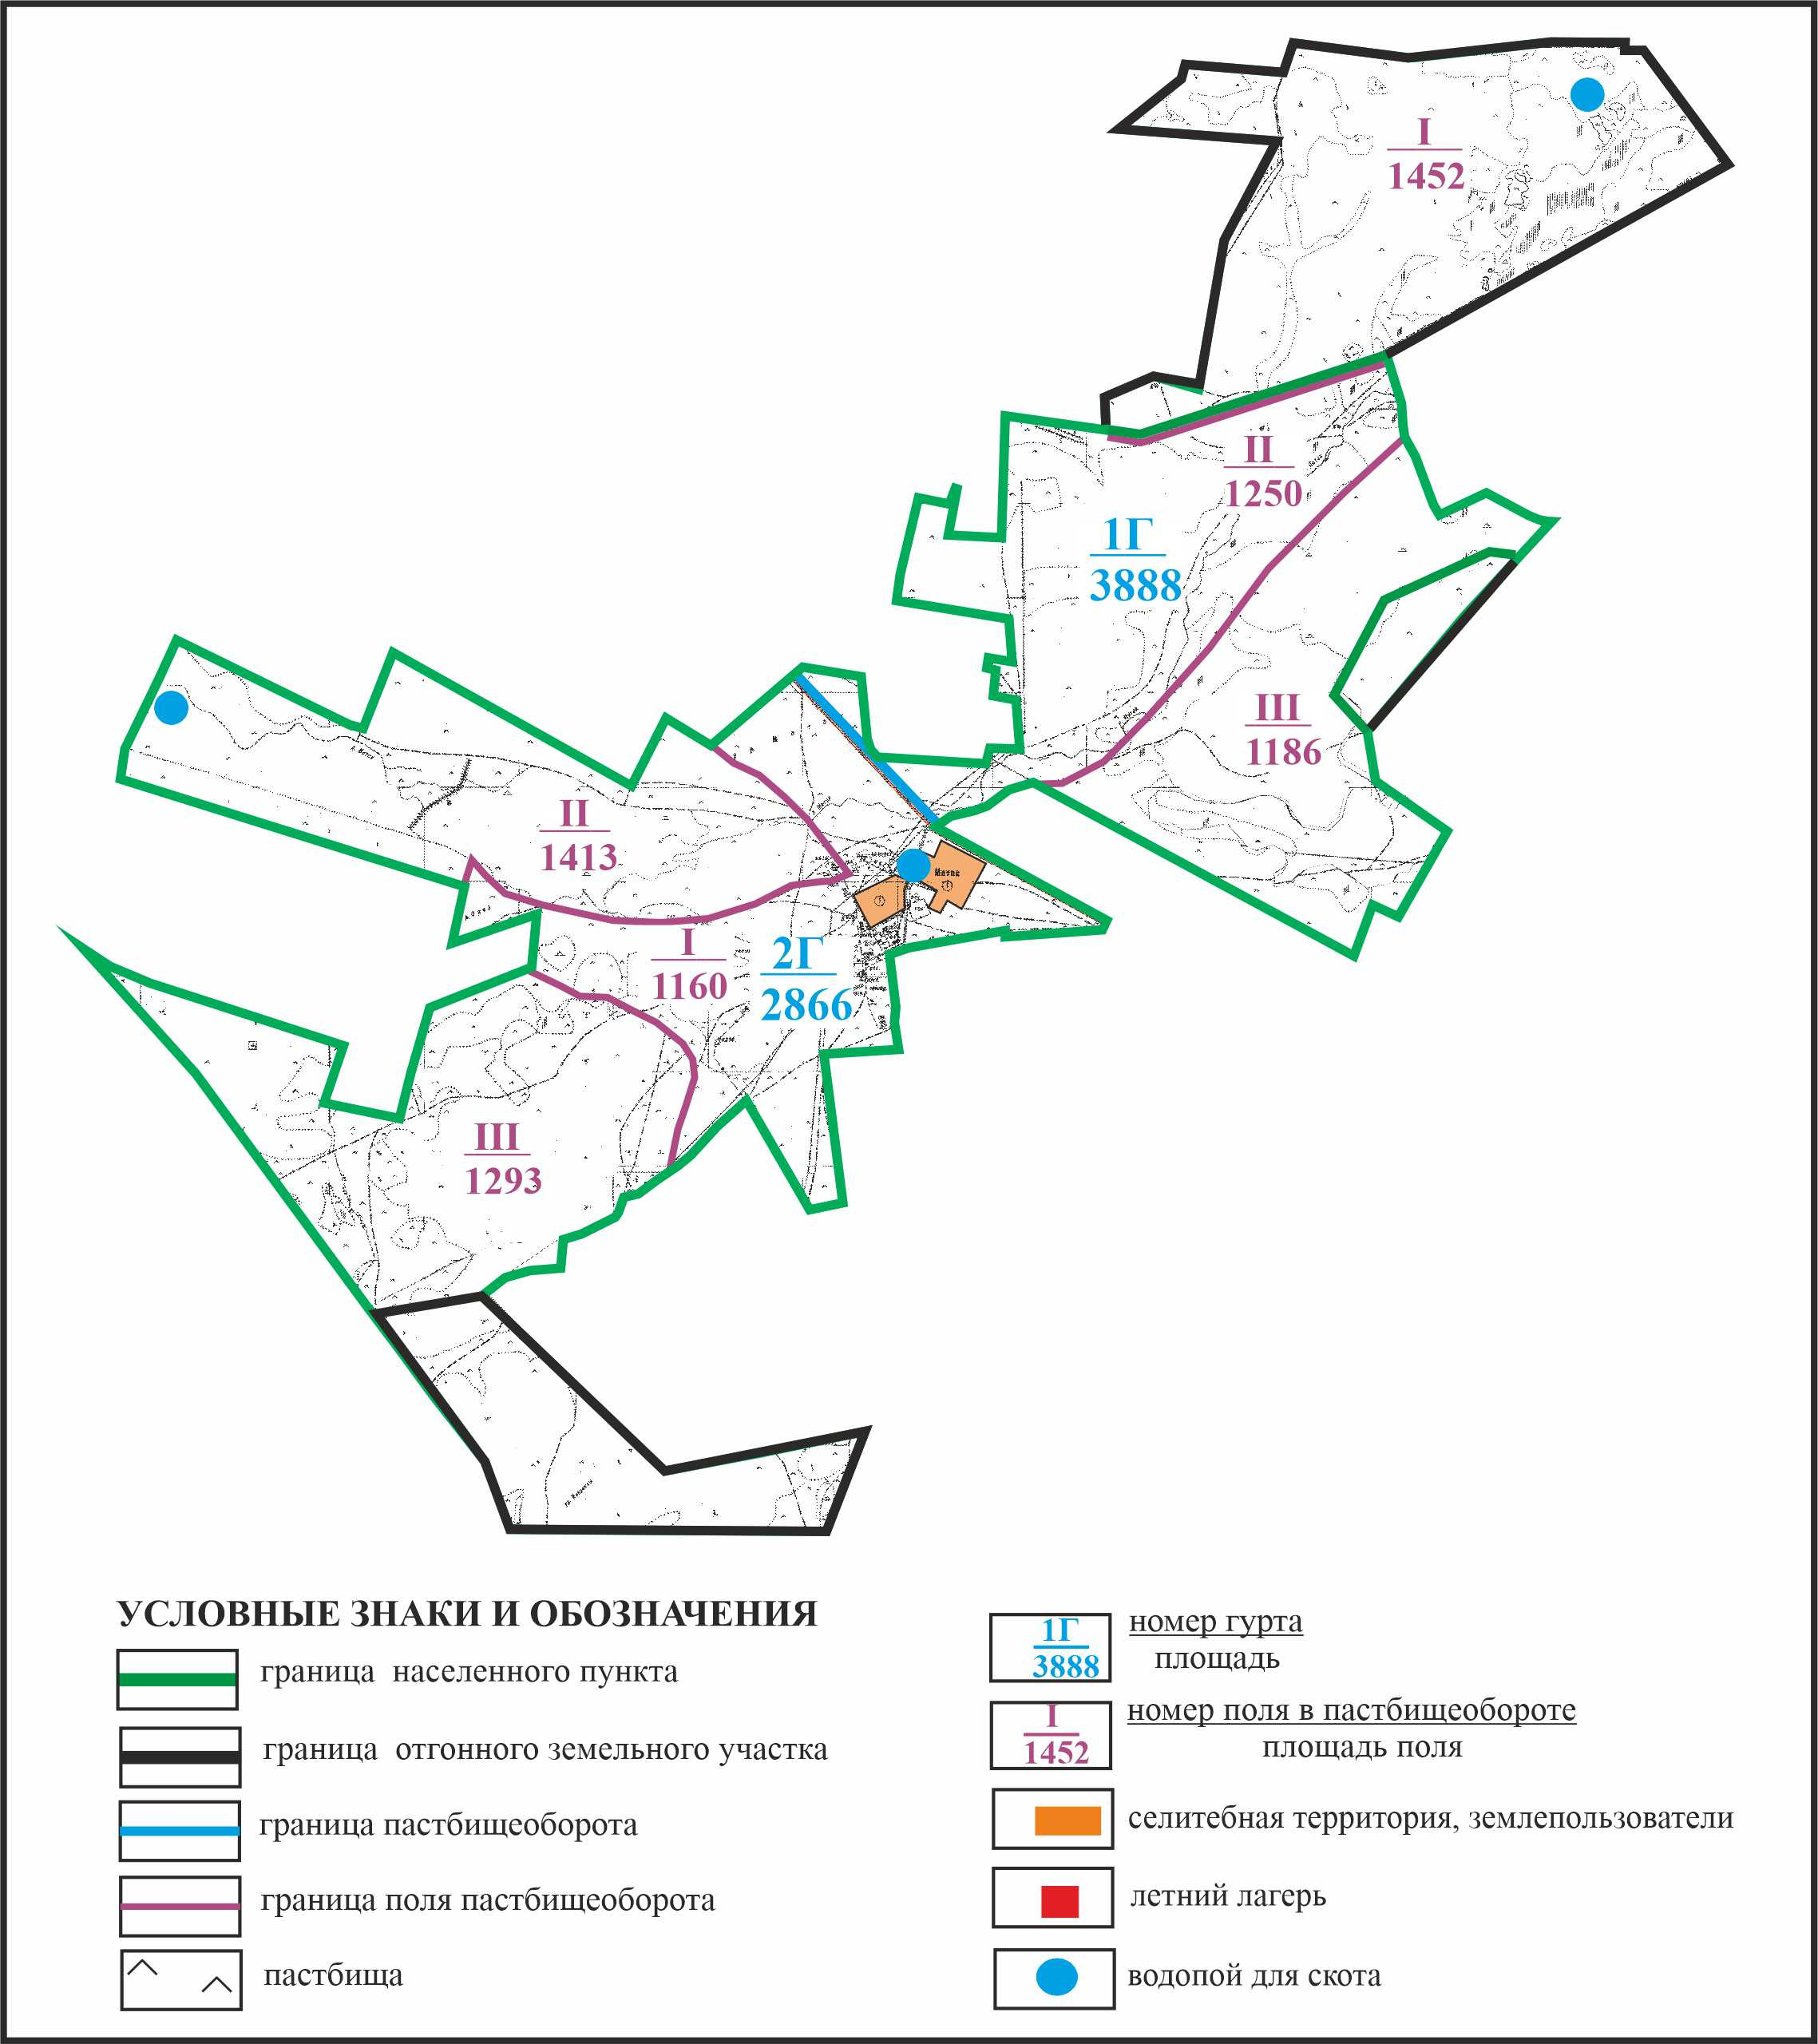 I
1452
II
1250
1Г
3888
III
1186
II
1413
Матак
I
1160
2Г
2866
III
1293
УСЛОВНЫЕ ЗНАКИ И ОБОЗНАЧЕНИЯ
граница населенного пункта
граница отгонного земельного участка
граница пастбищеоборота
граница поля пастбищеоборота
пастбища
1Г
3888
номер гурта
площадь
I
1452
номер поля в пастбищеобороте
площадь поля
селитебная территория, землепользователи
летний лагерь
водопой для скота